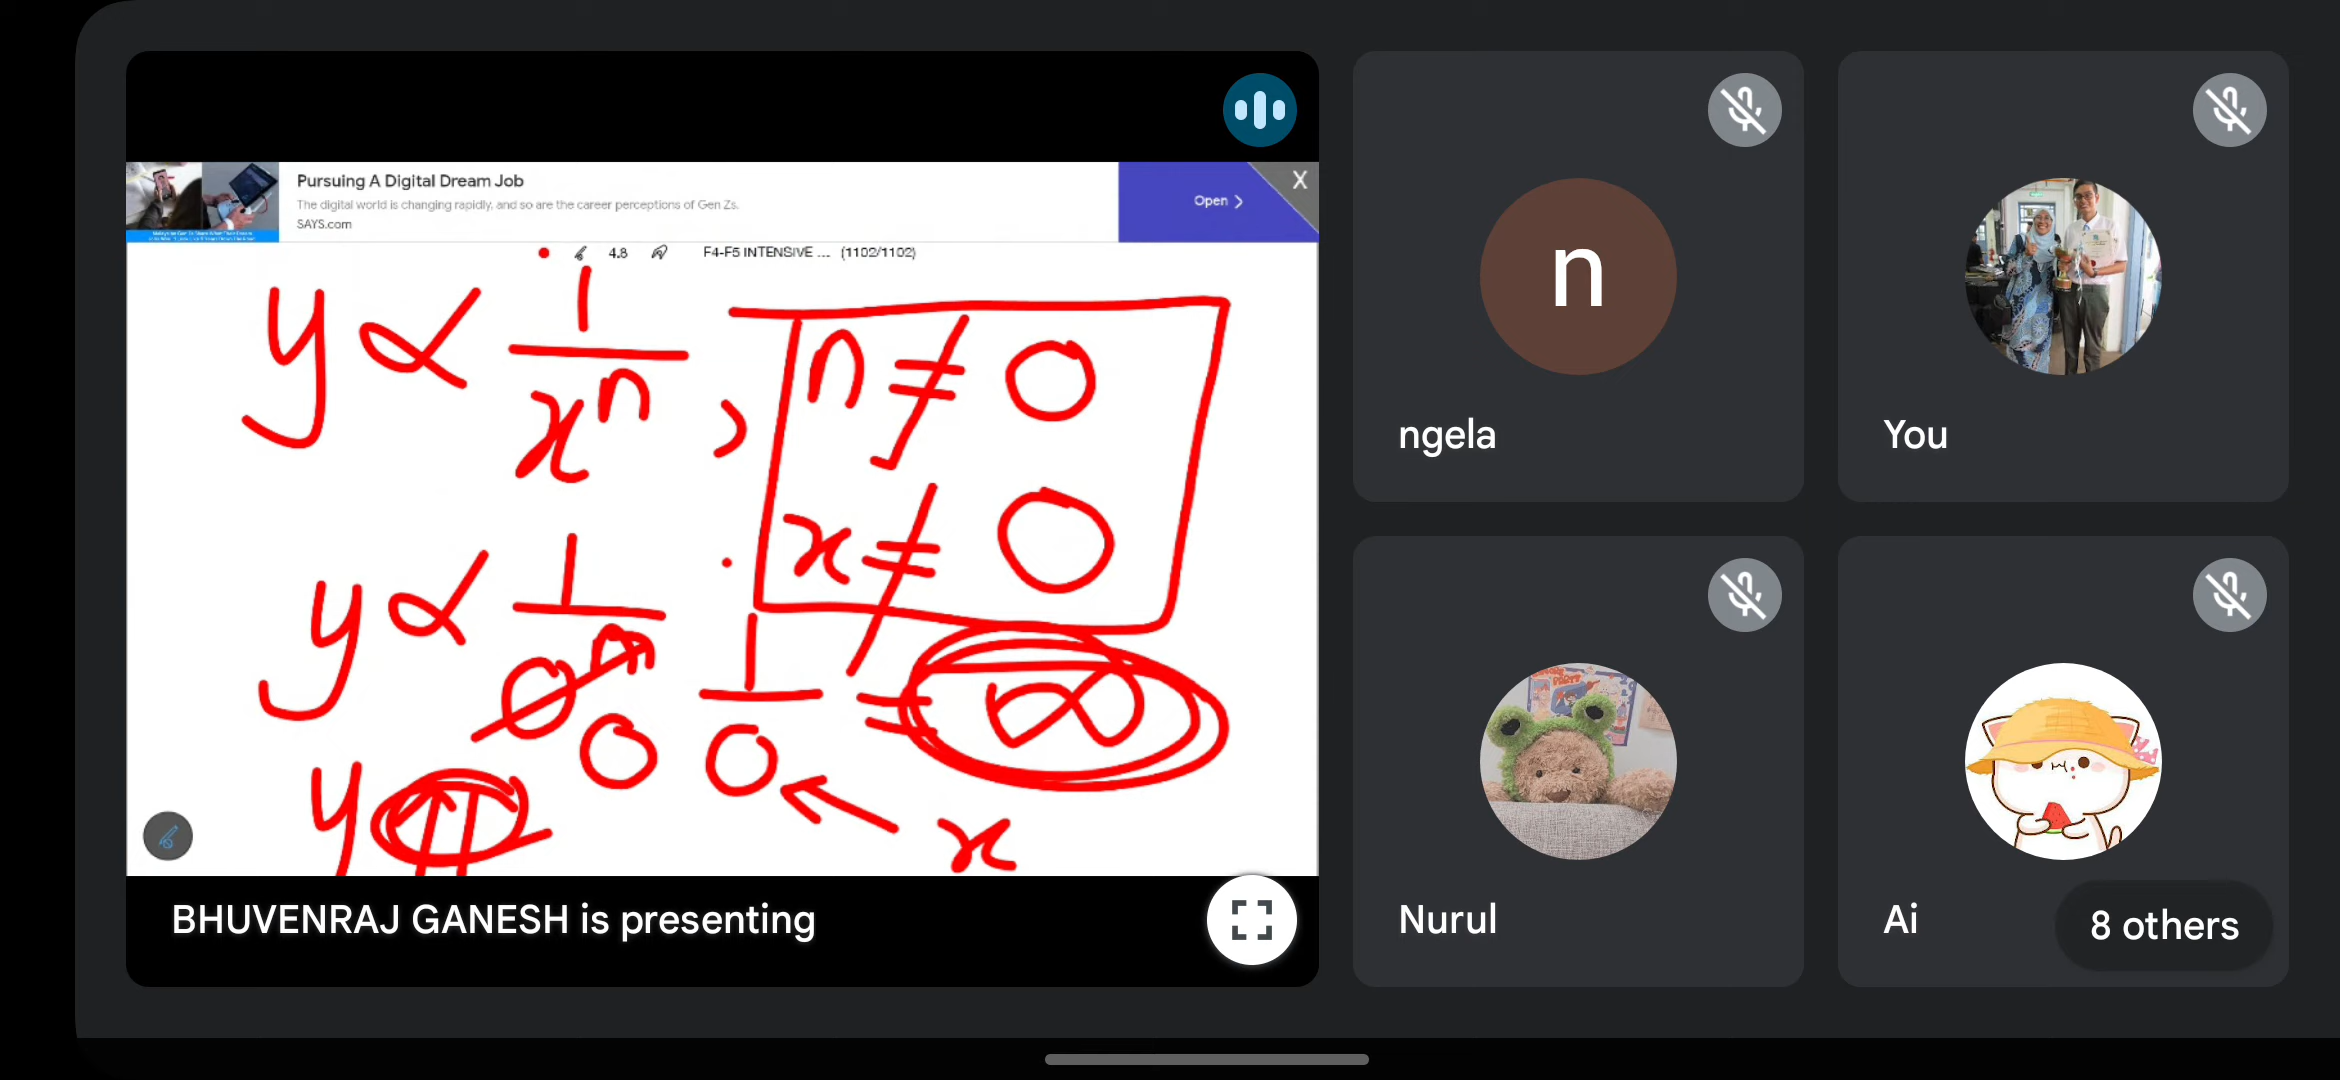 Pursuing A Digital Dream Job
The digital world is changing rapidly, and so are the career perceptions of Gen Zs.
SAYS.com
Open >
X
4.8 F4-F5 INTENSIVE ... (1102/1102)
y ∝ 1/xⁿ , n ≠ 0
x ≠ 0
y ∝ 1/0ⁿ 0
1/0 = ∞
y
x
BHUVENRAJ GANESH is presenting
n
ngela
You
Nurul
Ai
8 others